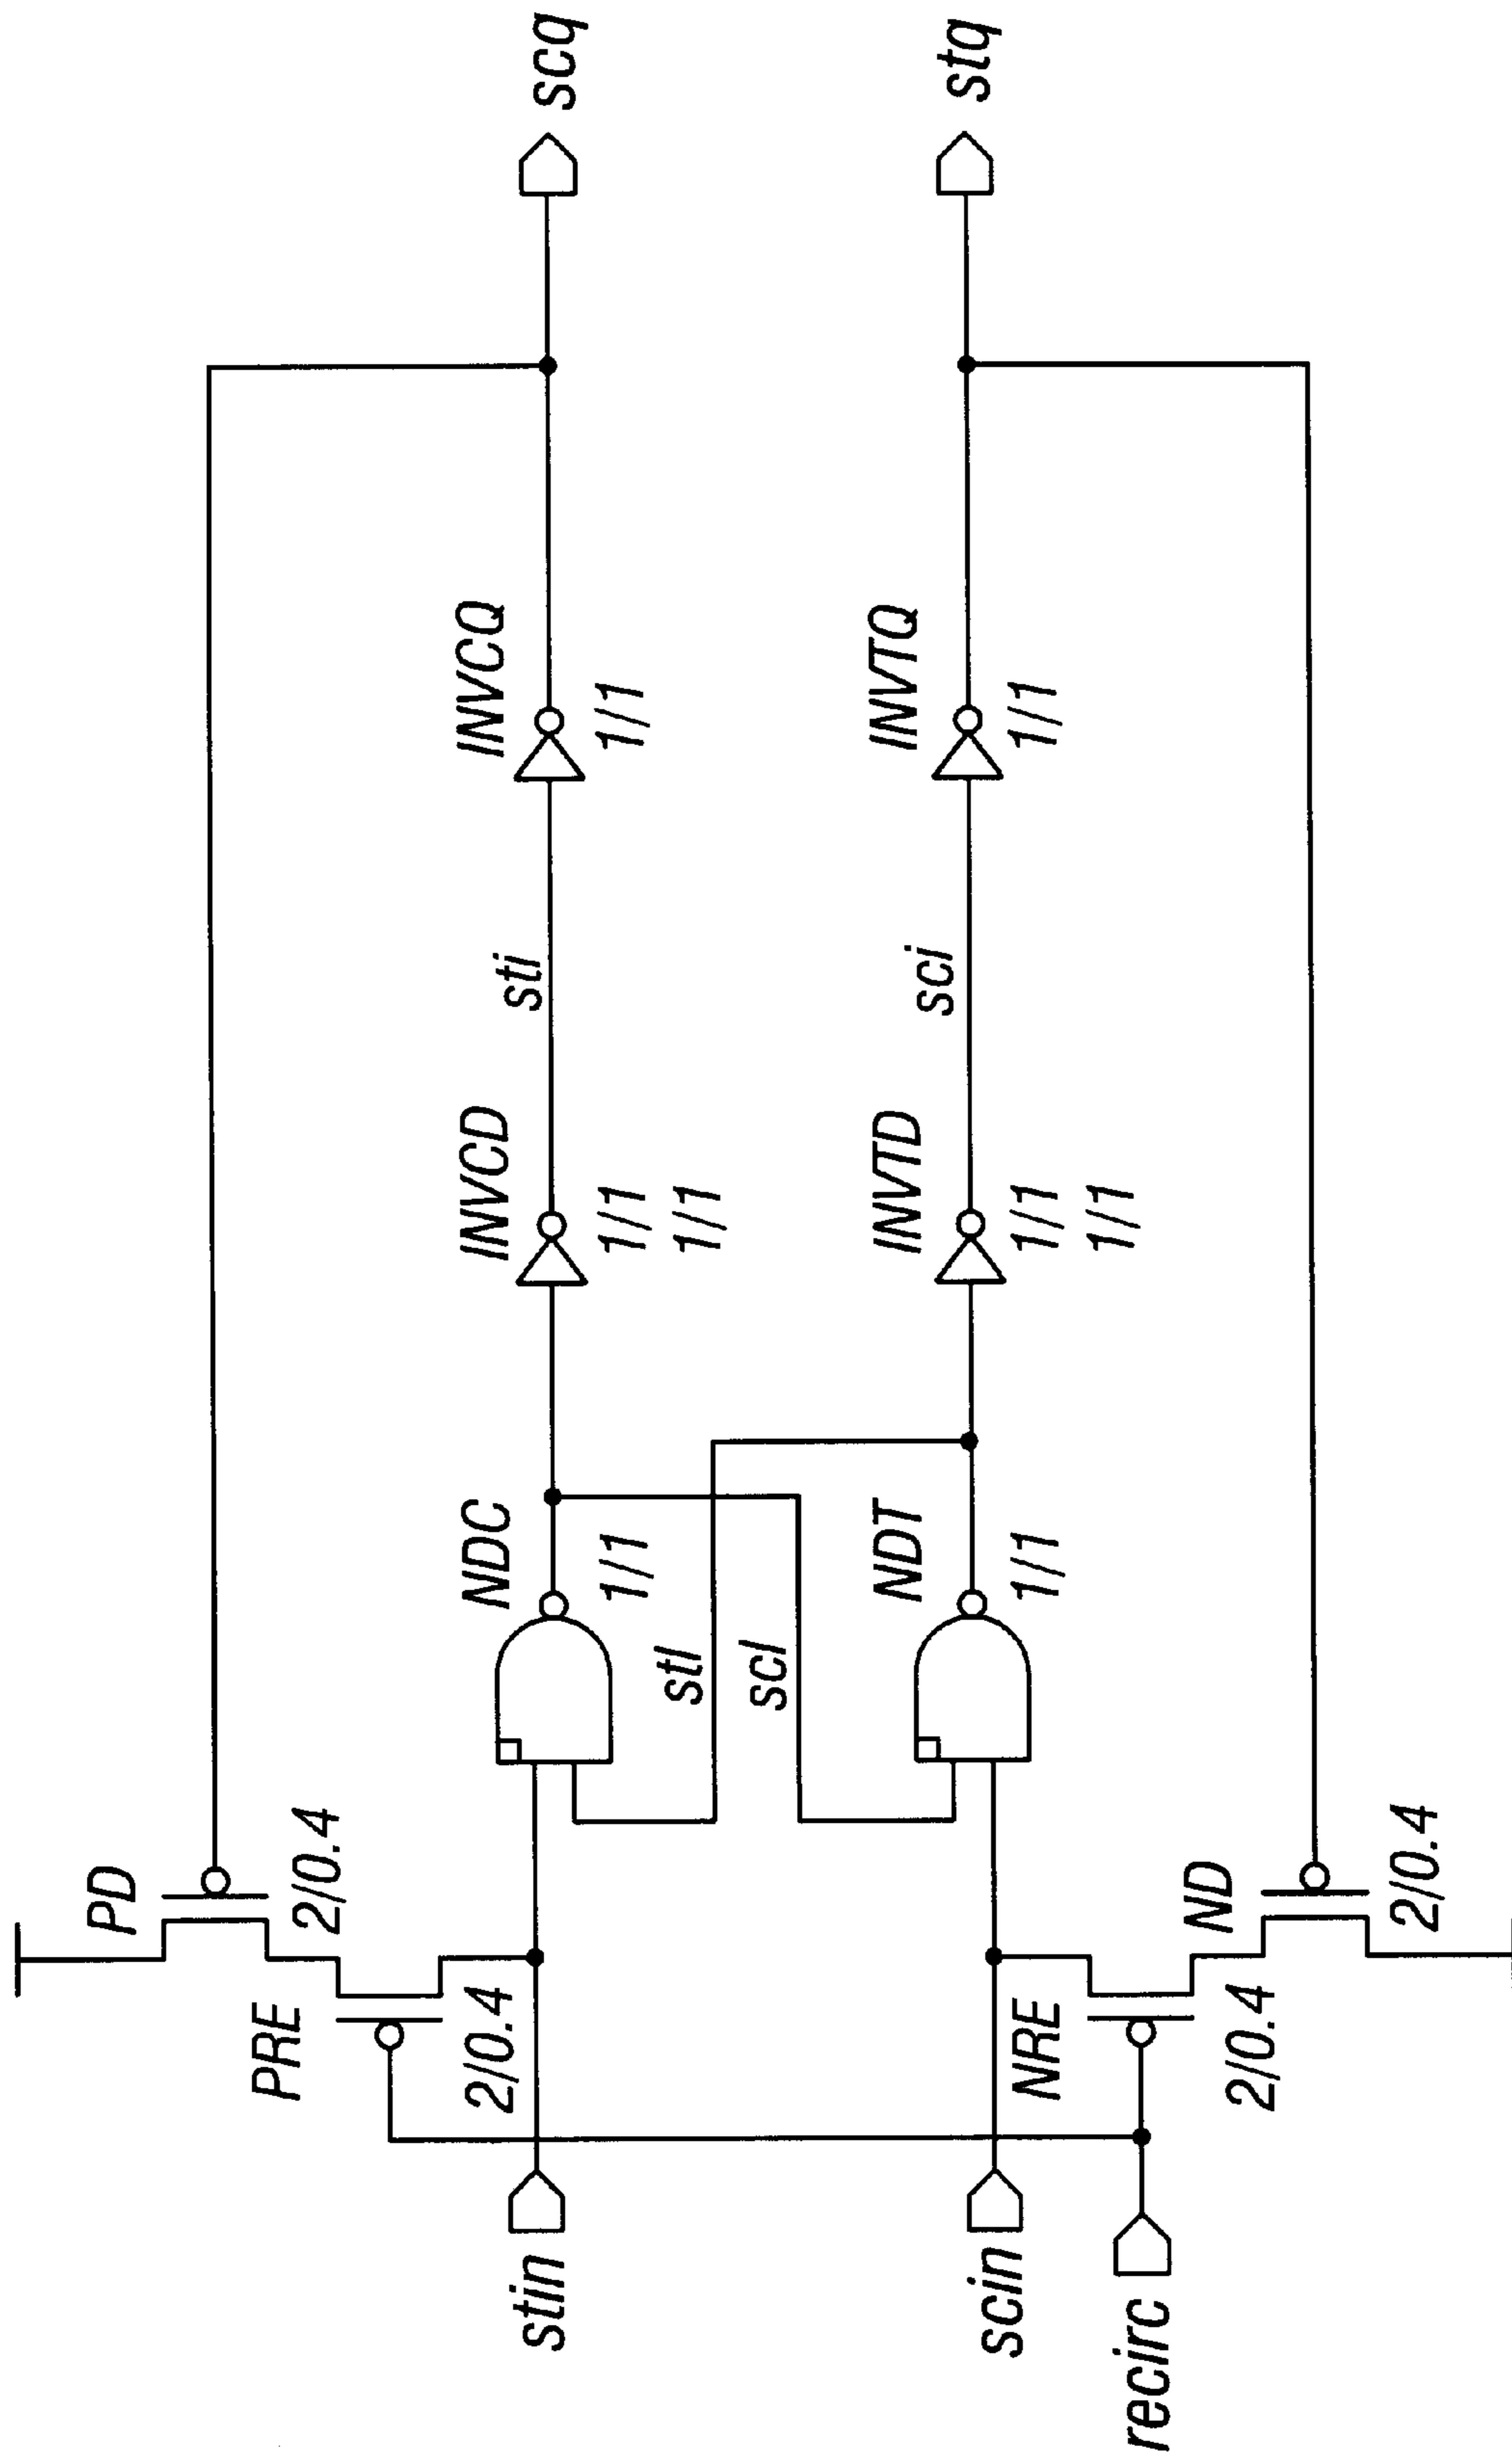 PD
2/0.4
PRE
2/0.4
stin
NDC
1/1
INVCD
1/1
1/1
sti
INVCQ
1/1
scq
stl
scl
scin
NDT
1/1
INVTD
1/1
1/1
sci
INVTQ
1/1
stq
recirc
NRE
2/0.4
ND
2/0.4